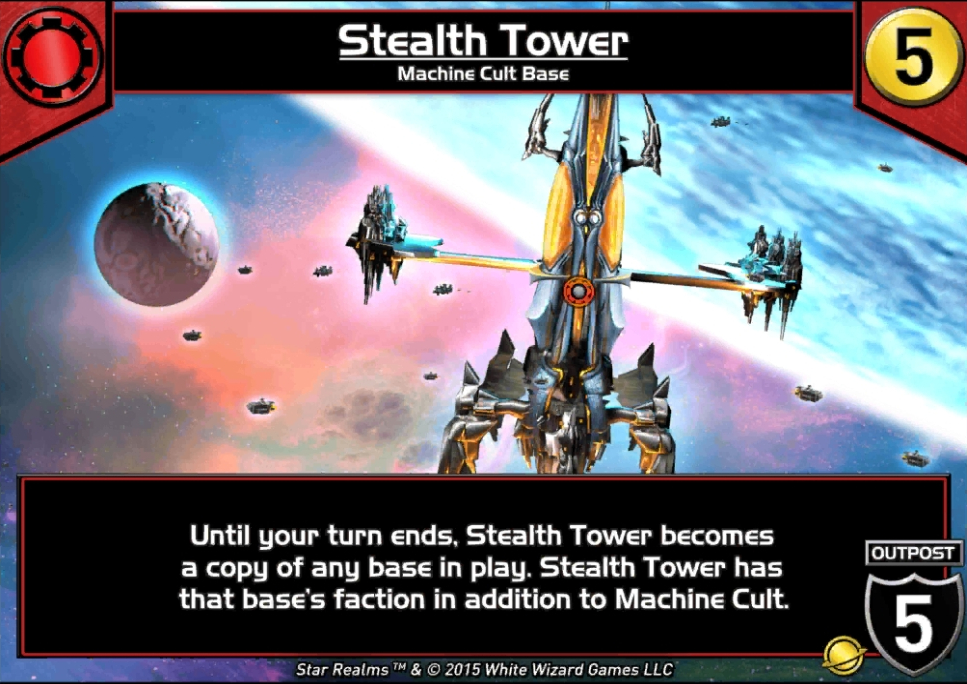 Stealth Tower
5
Machine Cult Base
Until your turn ends, Stealth Tower becomes
a copy of any base in play. Stealth Tower has
that base's faction in addition to Machine Cult.
OUTPOST
5
Star Realms™ & © 2015 White Wizard Games LLC